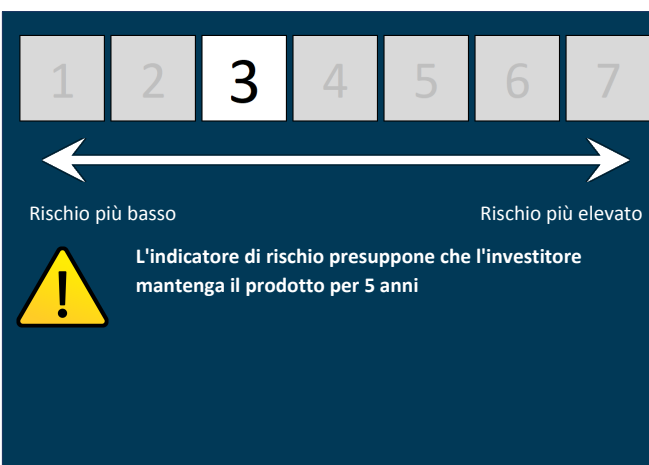 1 2 3 4 5 6 7
Rischio più basso Rischio più elevato
L'indicatore di rischio presuppone che l'investitore
mantenga il prodotto per 5 anni